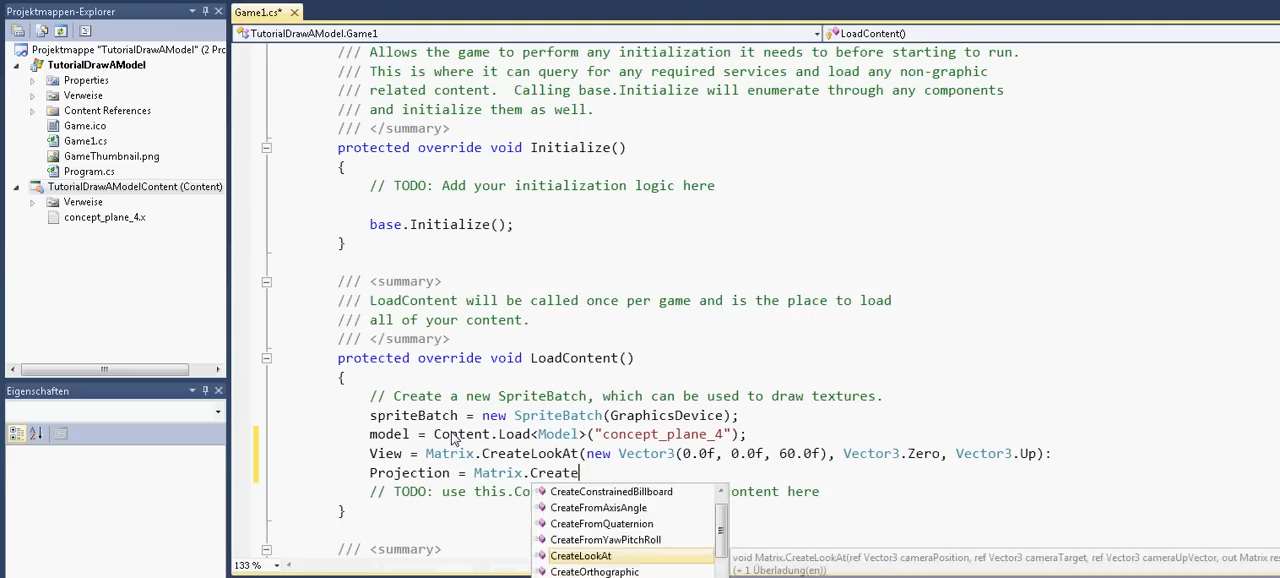 Projektmappen-Explorer
Projektmappe "TutorialDrawAModel" (2 Pr
TutorialDrawAModel
Properties
Verweise
Content References
Game.ico
Game1.cs
GameThumbnail.png
Program.cs
TutorialDrawAModelContent (Content)
Verweise
concept_plane_4.x
Eigenschaften
Game1.cs*
TutorialDrawAModel.Game1
LoadContent()
/// Allows the game to perform any initialization it needs to before starting to run.
/// This is where it can query for any required services and load any non-graphic
/// related content.  Calling base.Initialize will enumerate through any components
/// and initialize them as well.
/// </summary>
protected override void Initialize()
{
// TODO: Add your initialization logic here
base.Initialize();
}
/// <summary>
/// LoadContent will be called once per game and is the place to load
/// all of your content.
/// </summary>
protected override void LoadContent()
{
// Create a new SpriteBatch, which can be used to draw textures.
spriteBatch = new SpriteBatch(GraphicsDevice);
model = Content.Load<Model>("concept_plane_4");
View = Matrix.CreateLookAt(new Vector3(0.0f, 0.0f, 60.0f), Vector3.Zero, Vector3.Up):
Projection = Matrix.Create
// TODO: use this.Co ontent here
}
/// <summary>
CreateConstrainedBillboard
CreateFromAxisAngle
CreateFromQuaternion
CreateFromYawPitchRoll
CreateLookAt
CreateOrthographic
void Matrix.CreateLookAt(ref Vector3 cameraPosition, ref Vector3 cameraTarget, ref Vector3 cameraUpVector, out Matrix res
(+ 1 Überladung(en))
133 %